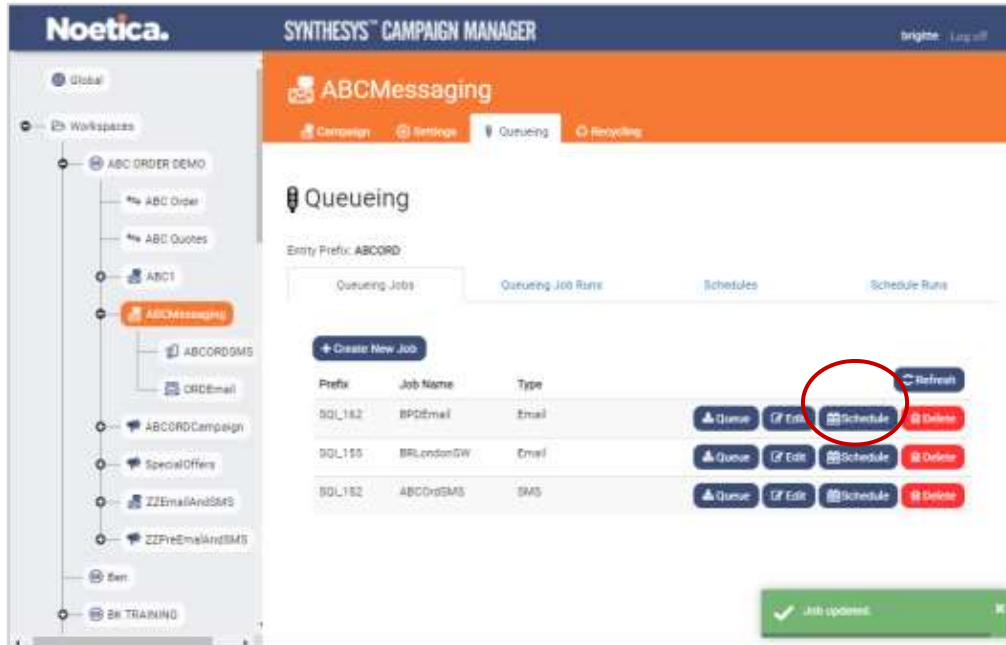 Noetica.
SYNTHESYS™ CAMPAIGN MANAGER
brigitte Log off
Global
Workspaces
ABC ORDER DEMO
ABC Order
ABC Quotes
ABC1
ABCMessaging
ABCORDSMS
ORDEmail
ABCORDCampaign
SpecialOffers
ZZEmailAndSMS
ZZPreEmailAndSMS
Ben
BK TRAINING
ABCMessaging
Campaign Settings Queueing Recycling
Queueing
Entity Prefix: ABCORD
Queueing Jobs Queueing Job Runs Schedules Schedule Runs
+ Create New Job
Refresh
Prefix Job Name Type
SQL_162 BPDEmail Email Queue Edit Schedule Delete
SQL_155 BRLondonSW Email Queue Edit Schedule Delete
SQL_152 ABCOrdSMS SMS Queue Edit Schedule Delete
Job updated.